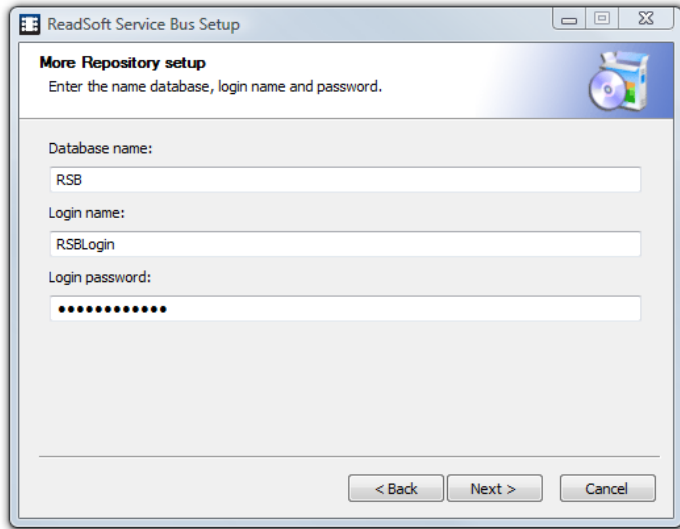 ReadSoft Service Bus Setup
More Repository setup
Enter the name database, login name and password.
Database name:
RSB
Login name:
RSBLogin
Login password:
••••••••••••
< Back Next > Cancel